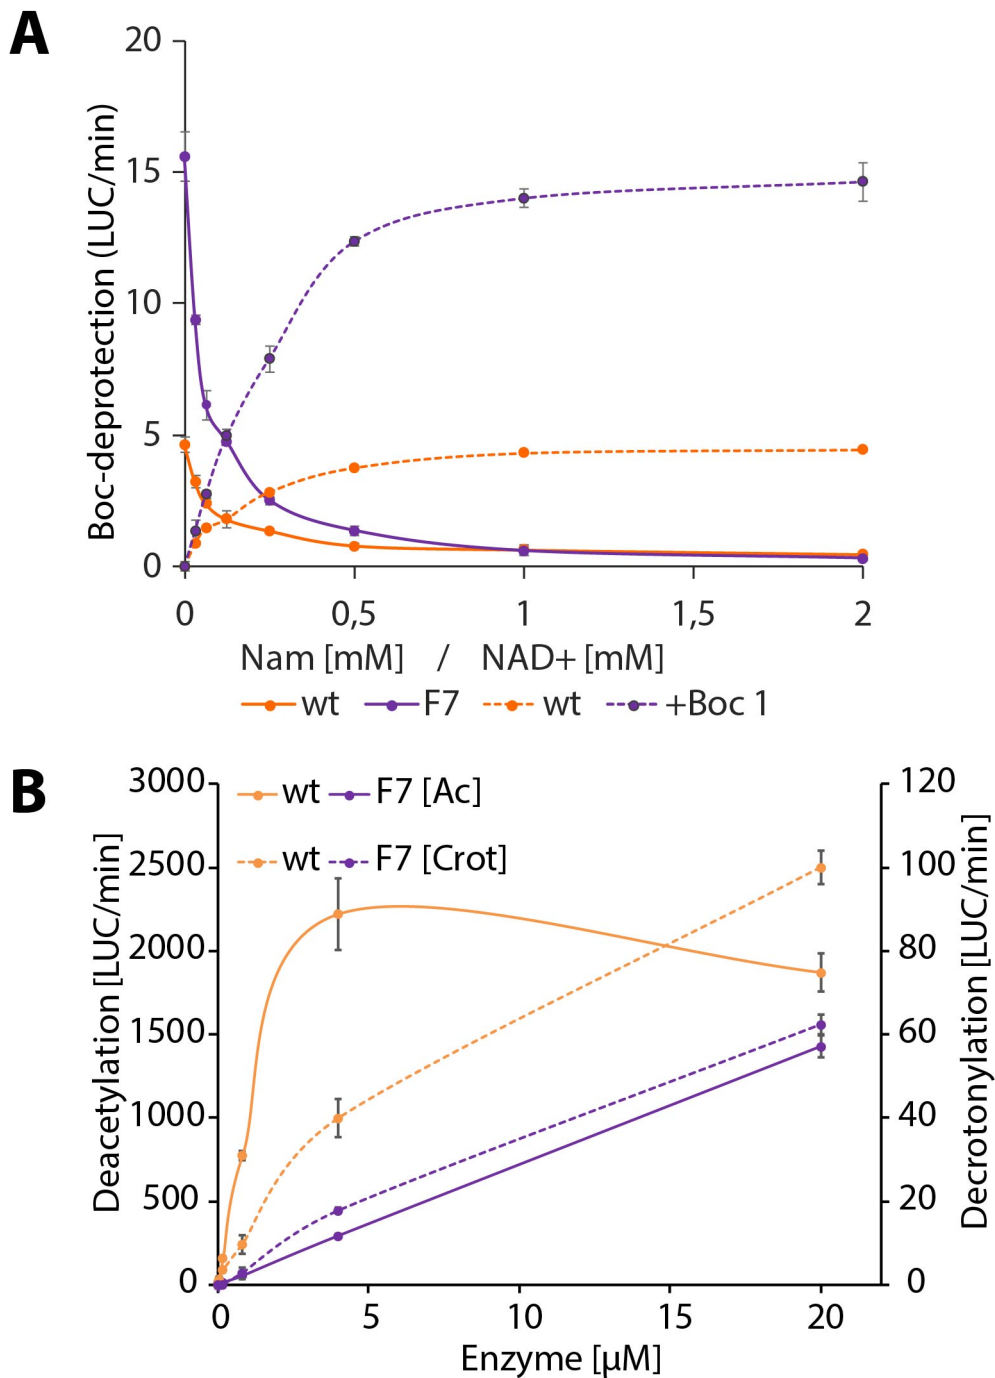 A
20
15
10
5
0
Boc-deprotection (LUC/min)
0 0,5 1 1,5 2
Nam [mM] / NAD+ [mM]
wt F7 wt +Boc 1
B
3000
2500
2000
1500
1000
500
0
Deacetylation [LUC/min]
wt F7 [Ac]
wt F7 [Crot]
120
100
80
60
40
20
0
Decrotonylation [LUC/min]
0 5 10 15 20
Enzyme [µM]